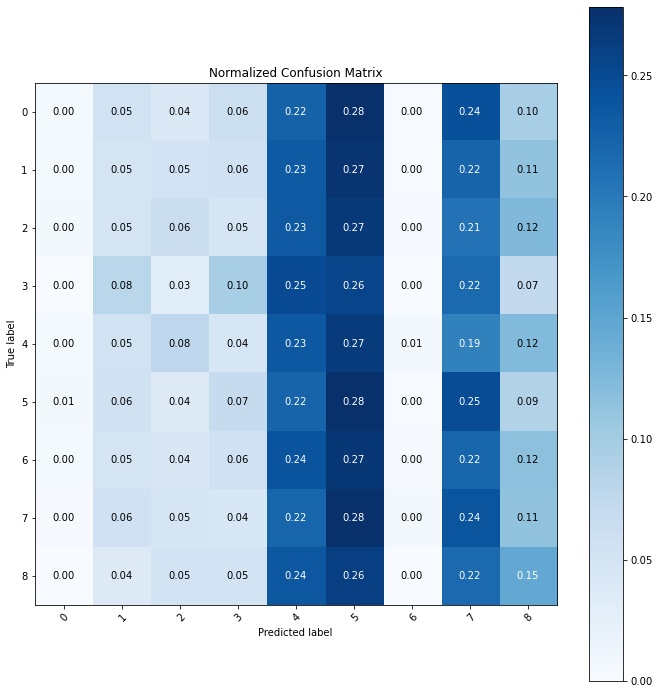 Normalized Confusion Matrix
0 0.00 0.05 0.04 0.06 0.22 0.28 0.00 0.24 0.10
1 0.00 0.05 0.05 0.06 0.23 0.27 0.00 0.22 0.11
2 0.00 0.05 0.06 0.05 0.23 0.27 0.00 0.21 0.12
3 0.00 0.08 0.03 0.10 0.25 0.26 0.00 0.22 0.07
4 0.00 0.05 0.08 0.04 0.23 0.27 0.01 0.19 0.12
5 0.01 0.06 0.04 0.07 0.22 0.28 0.00 0.25 0.09
6 0.00 0.05 0.04 0.06 0.24 0.27 0.00 0.22 0.12
7 0.00 0.06 0.05 0.04 0.22 0.28 0.00 0.24 0.11
8 0.00 0.04 0.05 0.05 0.24 0.26 0.00 0.22 0.15
0 1 2 3 4 5 6 7 8
Predicted label
True label
0.25
0.20
0.15
0.10
0.05
0.00